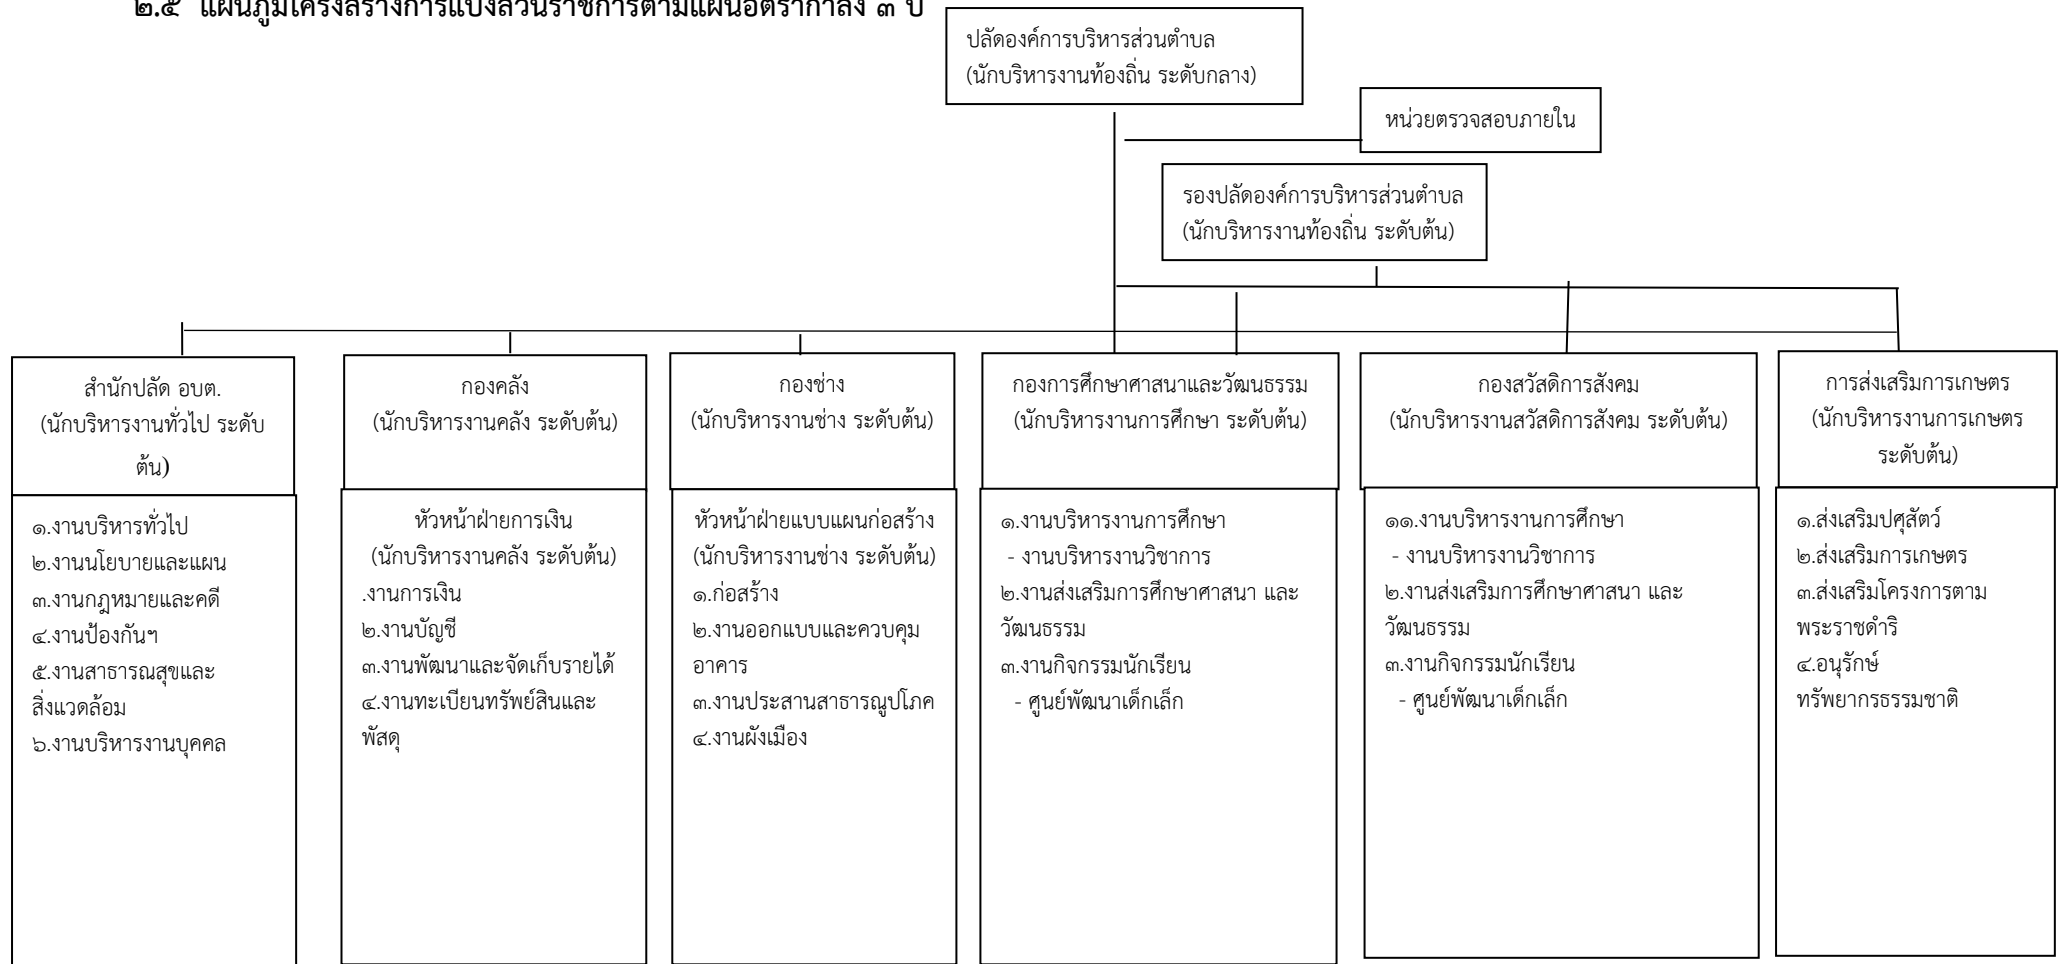 ๒.๕ แผนภูมิโครงสร้างการแบ่งส่วนราชการตามแผนอัตรากำลัง ๓ ปี
ปลัดองค์การบริหารส่วนตำบล
(นักบริหารงานท้องถิ่น ระดับกลาง)
หน่วยตรวจสอบภายใน
รองปลัดองค์การบริหารส่วนตำบล
(นักบริหารงานท้องถิ่น ระดับต้น)
สำนักปลัด อบต.
(นักบริหารงานทั่วไป ระดับ
ต้น)
๑.งานบริหารทั่วไป
๒.งานนโยบายและแผน
๓.งานกฎหมายและคดี
๔.งานป้องกันฯ
๕.งานสาธารณสุขและ
สิ่งแวดล้อม
๖.งานบริหารงานบุคคล
กองคลัง
(นักบริหารงานคลัง ระดับต้น)
หัวหน้าฝ่ายการเงิน
(นักบริหารงานคลัง ระดับต้น)
.งานการเงิน
๒.งานบัญชี
๓.งานพัฒนาและจัดเก็บรายได้
๔.งานทะเบียนทรัพย์สินและ
พัสดุ
กองช่าง
(นักบริหารงานช่าง ระดับต้น)
หัวหน้าฝ่ายแบบแผนก่อสร้าง
(นักบริหารงานช่าง ระดับต้น)
๑.ก่อสร้าง
๒.งานออกแบบและควบคุม
อาคาร
๓.งานประสานสาธารณูปโภค
๔.งานผังเมือง
กองการศึกษาศาสนาและวัฒนธรรม
(นักบริหารงานการศึกษา ระดับต้น)
๑.งานบริหารงานการศึกษา
- งานบริหารงานวิชาการ
๒.งานส่งเสริมการศึกษาศาสนา และ
วัฒนธรรม
๓.งานกิจกรรมนักเรียน
- ศูนย์พัฒนาเด็กเล็ก
กองสวัสดิการสังคม
(นักบริหารงานสวัสดิการสังคม ระดับต้น)
๑๑.งานบริหารงานการศึกษา
- งานบริหารงานวิชาการ
๒.งานส่งเสริมการศึกษาศาสนา และ
วัฒนธรรม
๓.งานกิจกรรมนักเรียน
- ศูนย์พัฒนาเด็กเล็ก
การส่งเสริมการเกษตร
(นักบริหารงานการเกษตร
ระดับต้น)
๑.ส่งเสริมปศุสัตว์
๒.ส่งเสริมการเกษตร
๓.ส่งเสริมโครงการตาม
พระราชดำริ
๔.อนุรักษ์
ทรัพยากรธรรมชาติ